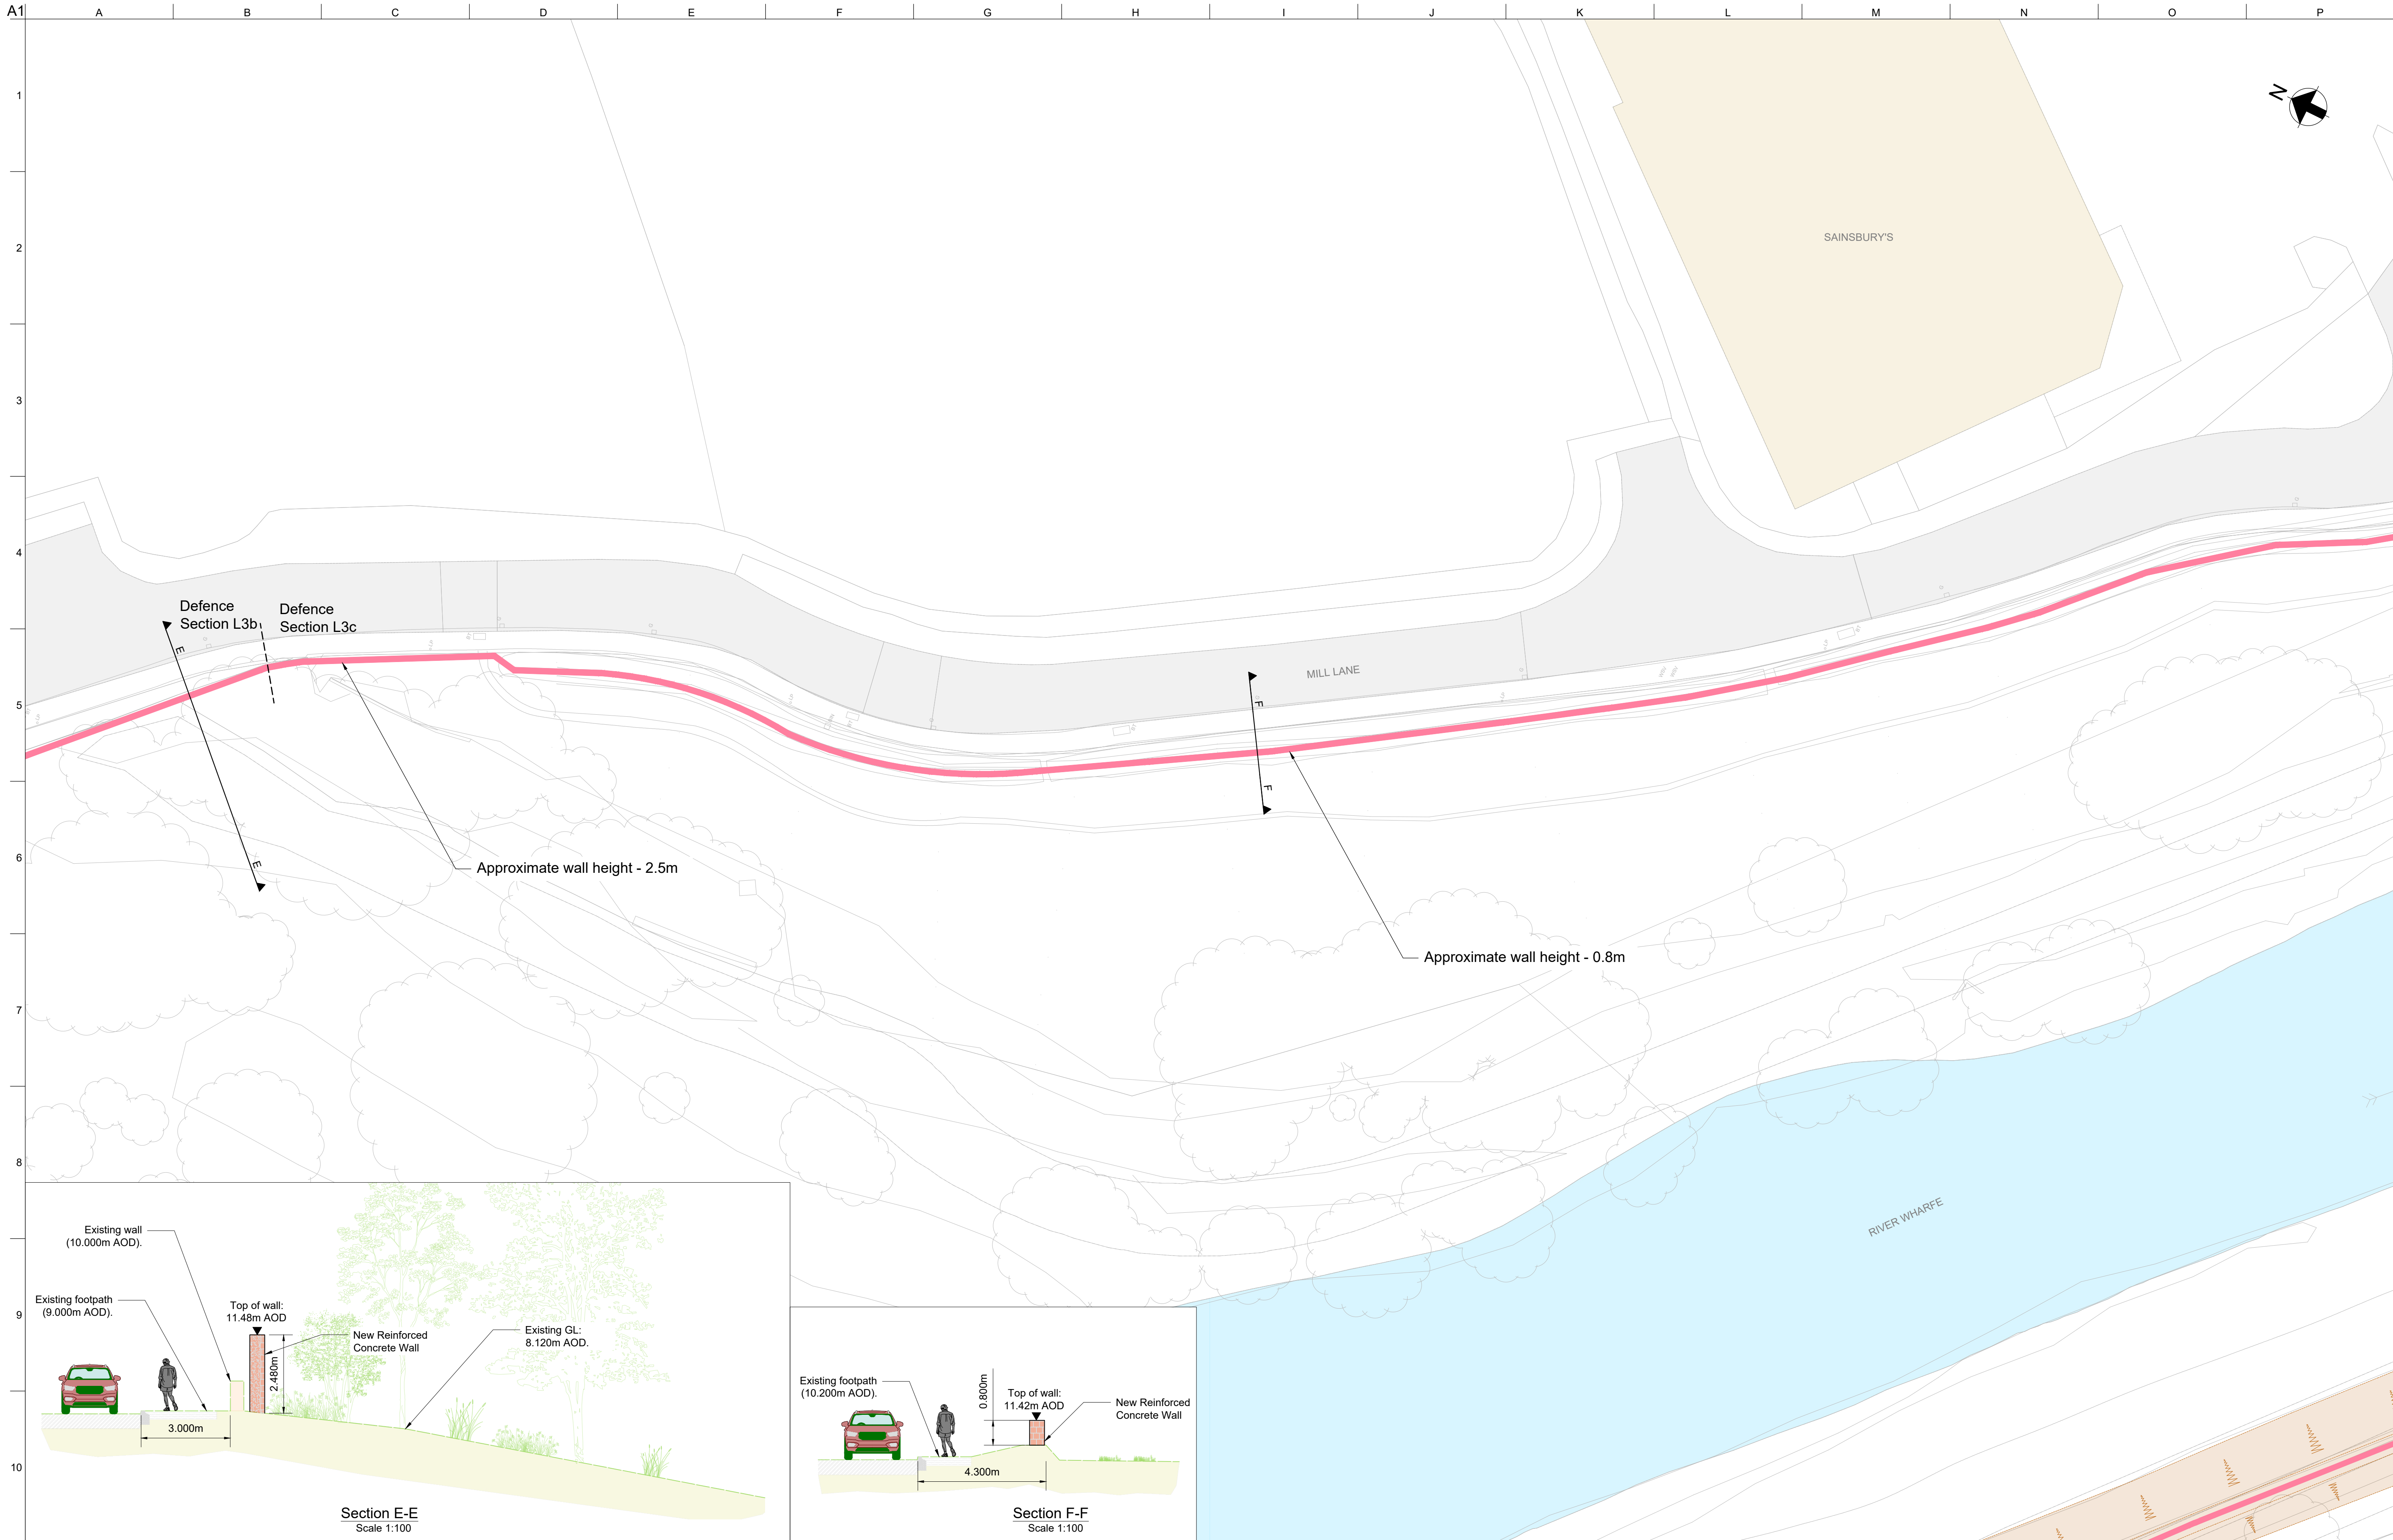 A1
A B C D E F G H I J K L M N O P
1
N
2
SAINSBURY'S
3
4
Defence
Section L3b
Defence
Section L3c
E
MILL LANE
F
5
F
E
6
Approximate wall height - 2.5m
Approximate wall height - 0.8m
7
8
RIVER WHARFE
9
10
Existing wall
(10.000m AOD).
Existing footpath
(9.000m AOD).
Top of wall:
11.48m AOD
New Reinforced
Concrete Wall
2.480m
Existing GL:
8.120m AOD.
3.000m
Section E-E
Scale 1:100
Existing footpath
(10.200m AOD).
0.800m
Top of wall:
11.42m AOD
New Reinforced
Concrete Wall
4.300m
Section F-F
Scale 1:100